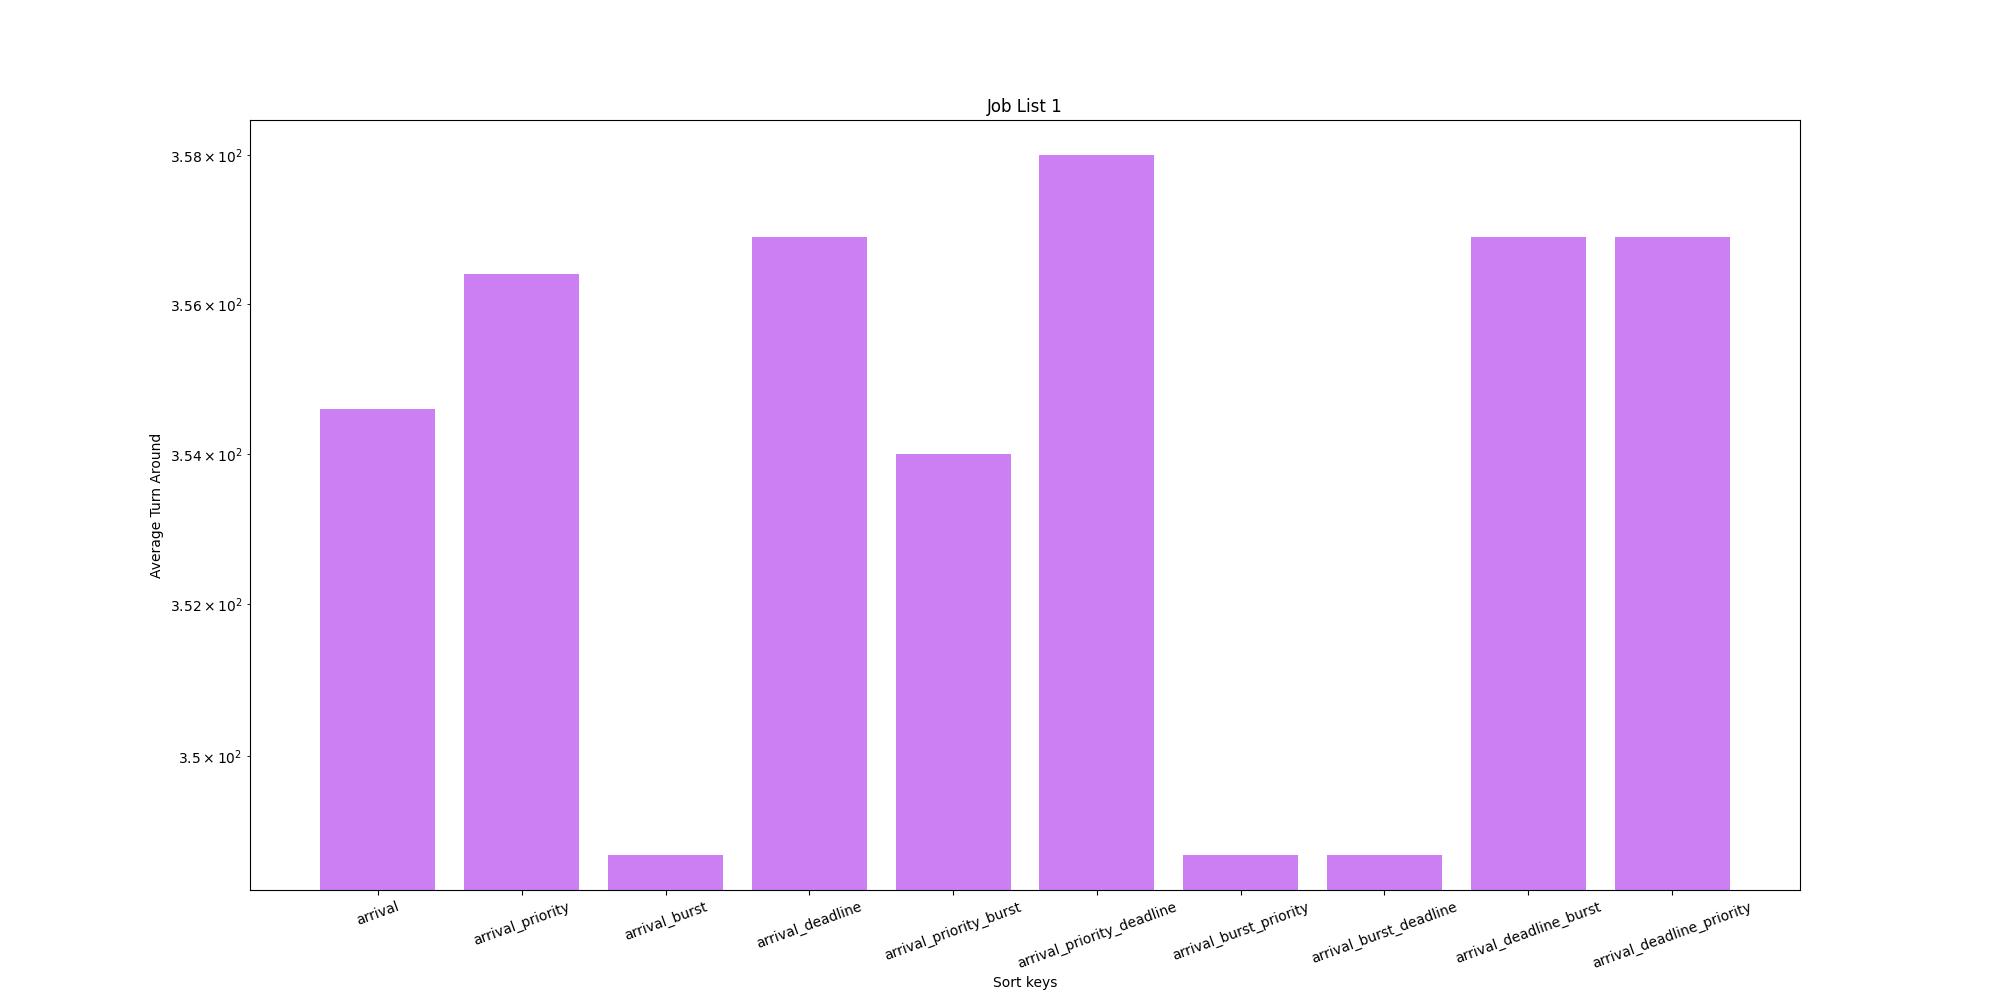 Job List 1
3.58 × 10²
3.56 × 10²
3.54 × 10²
3.52 × 10²
3.5 × 10²
Average Turn Around
arrival
arrival_priority
arrival_burst
arrival_deadline
arrival_priority_burst
arrival_priority_deadline
arrival_burst_priority
arrival_burst_deadline
arrival_deadline_burst
arrival_deadline_priority
Sort keys